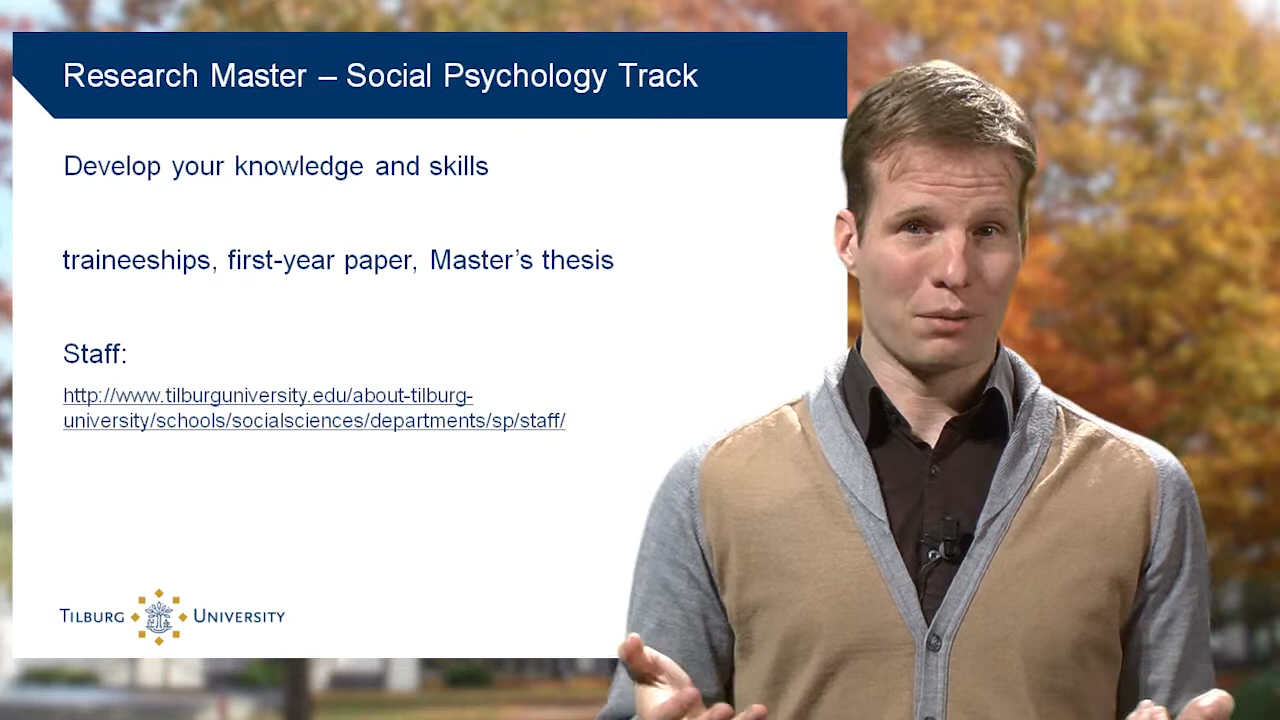 Research Master – Social Psychology Track
Develop your knowledge and skills
traineeships, first-year paper, Master’s thesis
Staff:
http://www.tilburguniversity.edu/about-tilburg-
university/schools/socialsciences/departments/sp/staff/
TILBURG UNIVERSITY